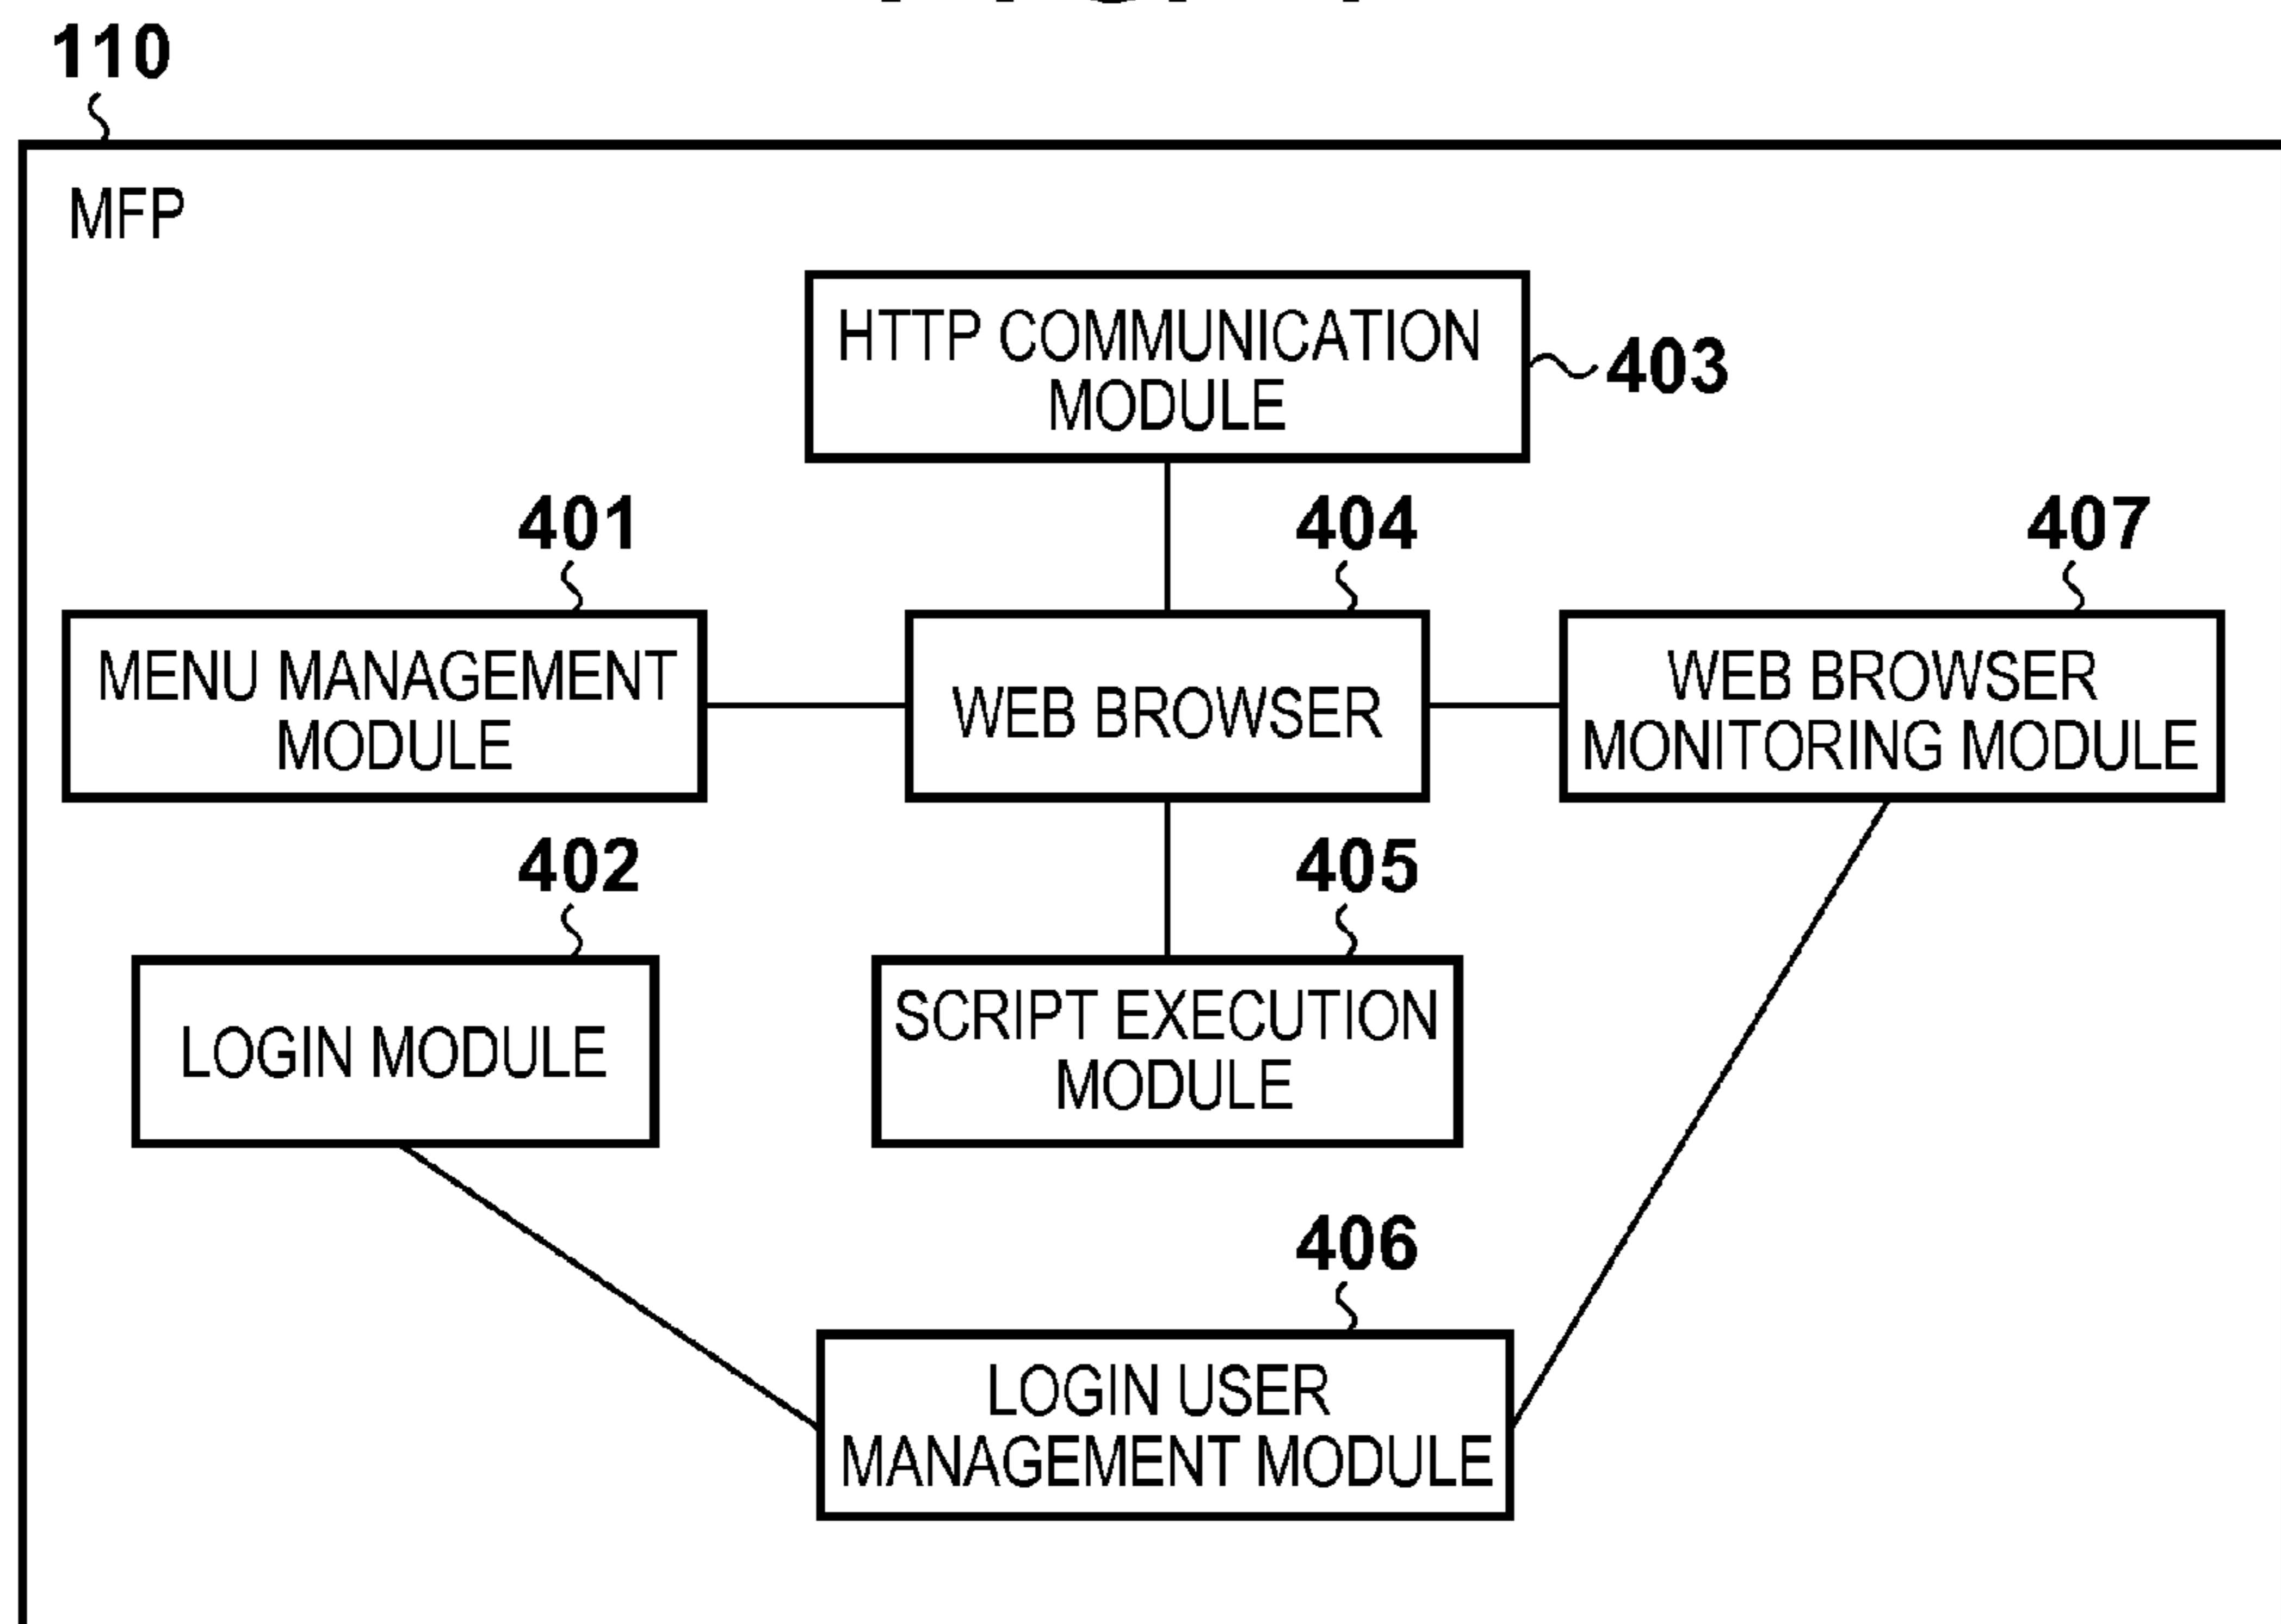 110
MFP
HTTP COMMUNICATION
MODULE
403
401
404
407
MENU MANAGEMENT
MODULE
WEB BROWSER
WEB BROWSER
MONITORING MODULE
402
405
LOGIN MODULE
SCRIPT EXECUTION
MODULE
406
LOGIN USER
MANAGEMENT MODULE